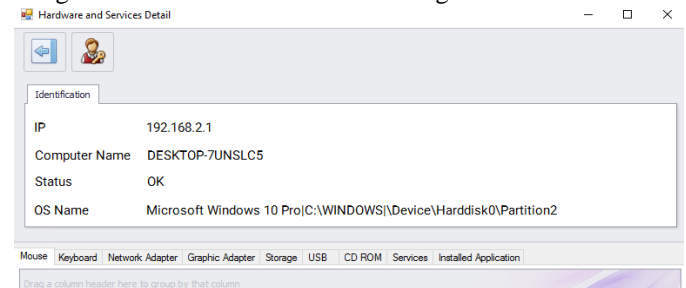 Hardware and Services Detail
Identification
IP 192.168.2.1
Computer Name DESKTOP-7UNSLC5
Status OK
OS Name Microsoft Windows 10 Pro|C:\WINDOWS|\Device\Harddisk0\Partition2
Mouse Keyboard Network Adapter Graphic Adapter Storage USB CD ROM Services Installed Application
Drag a column header here to group by that column